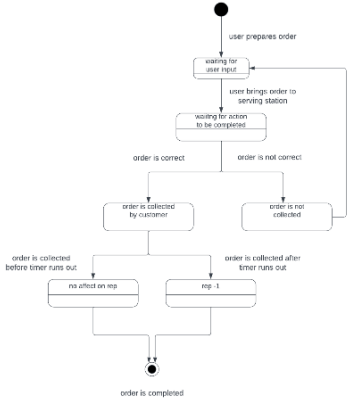 user prepares order
waiting for
user input
user brings order to
serving station
waiting for action
to be completed
order is correct
order is not correct
order is collected
by customer
order is not
collected
order is collected
before timer runs out
order is collected after
timer runs out
no affect on rep
rep -1
order is completed